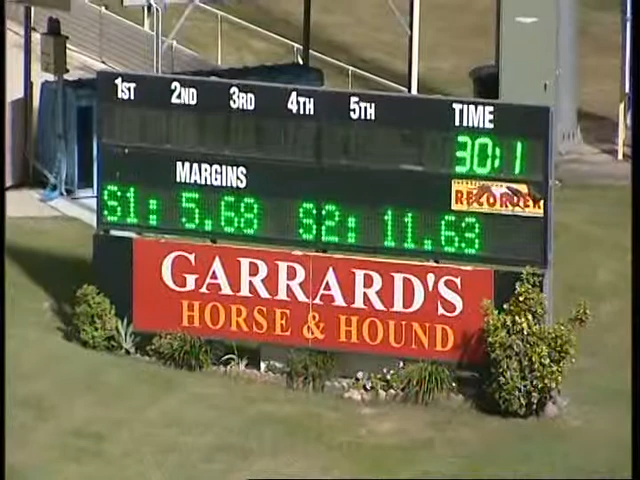 1ST 2ND 3RD 4TH 5TH TIME
30:1
MARGINS
RECORDER
S1: 5.68 S2: 11.63
GARRARD'S
HORSE & HOUND